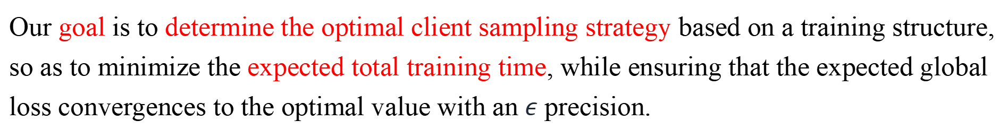 Our goal is to determine the optimal client sampling strategy based on a training structure,
so as to minimize the expected total training time, while ensuring that the expected global
loss convergences to the optimal value with an ϵ precision.